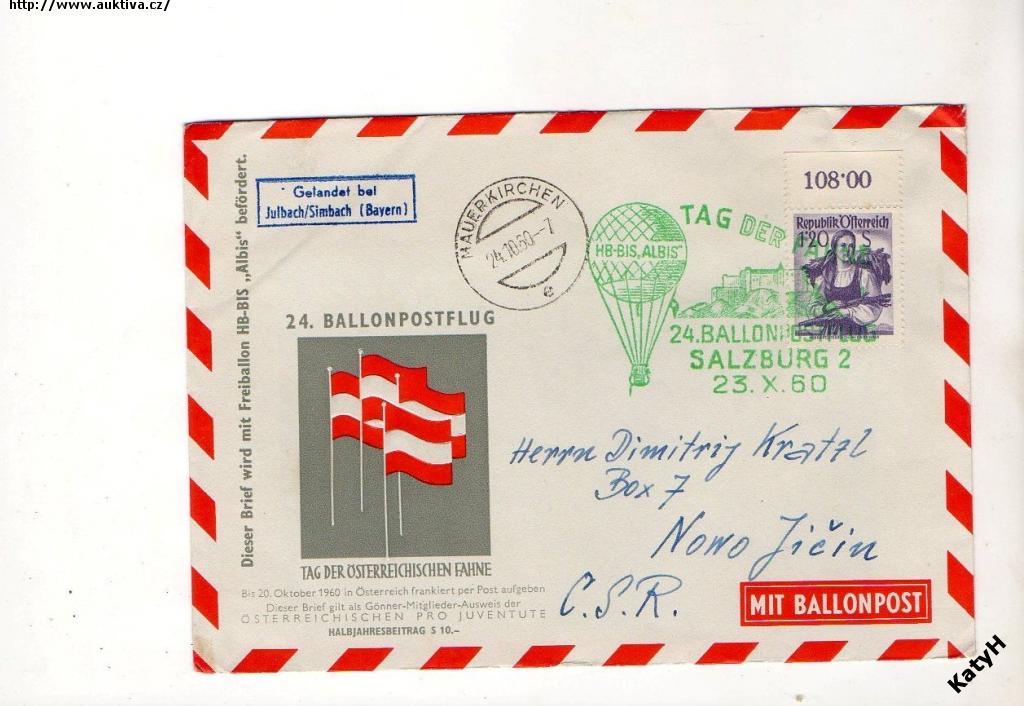 http://www.auktiva.cz/
108·00
Republik Österreich
1·20 S
Gelandet bei
Julbach/Simbach (Bayern)
MAUERKIRCHEN
24.10.60-7
e
HB-BIS „ALBIS"
TAG DER FAHNE
24.BALLONPOSTFLUG
SALZBURG 2
23.X.60
Dieser Brief wird mit Freiballon HB-BIS „Albis" befördert.
24. BALLONPOSTFLUG
TAG DER ÖSTERREICHISCHEN FAHNE
Bis 20. Oktober 1960 in Österreich frankiert per Post aufgeben
Dieser Brief gilt als Gönner-Mitglieder-Ausweis der
ÖSTERREICHISCHEN PRO JUVENTUTE
HALBJAHRESBEITRAG S 10.–
Herrn Dimitrij Kratzl
Box 7
Nowo Jičin
C.S.R.
MIT BALLONPOST
KatyH